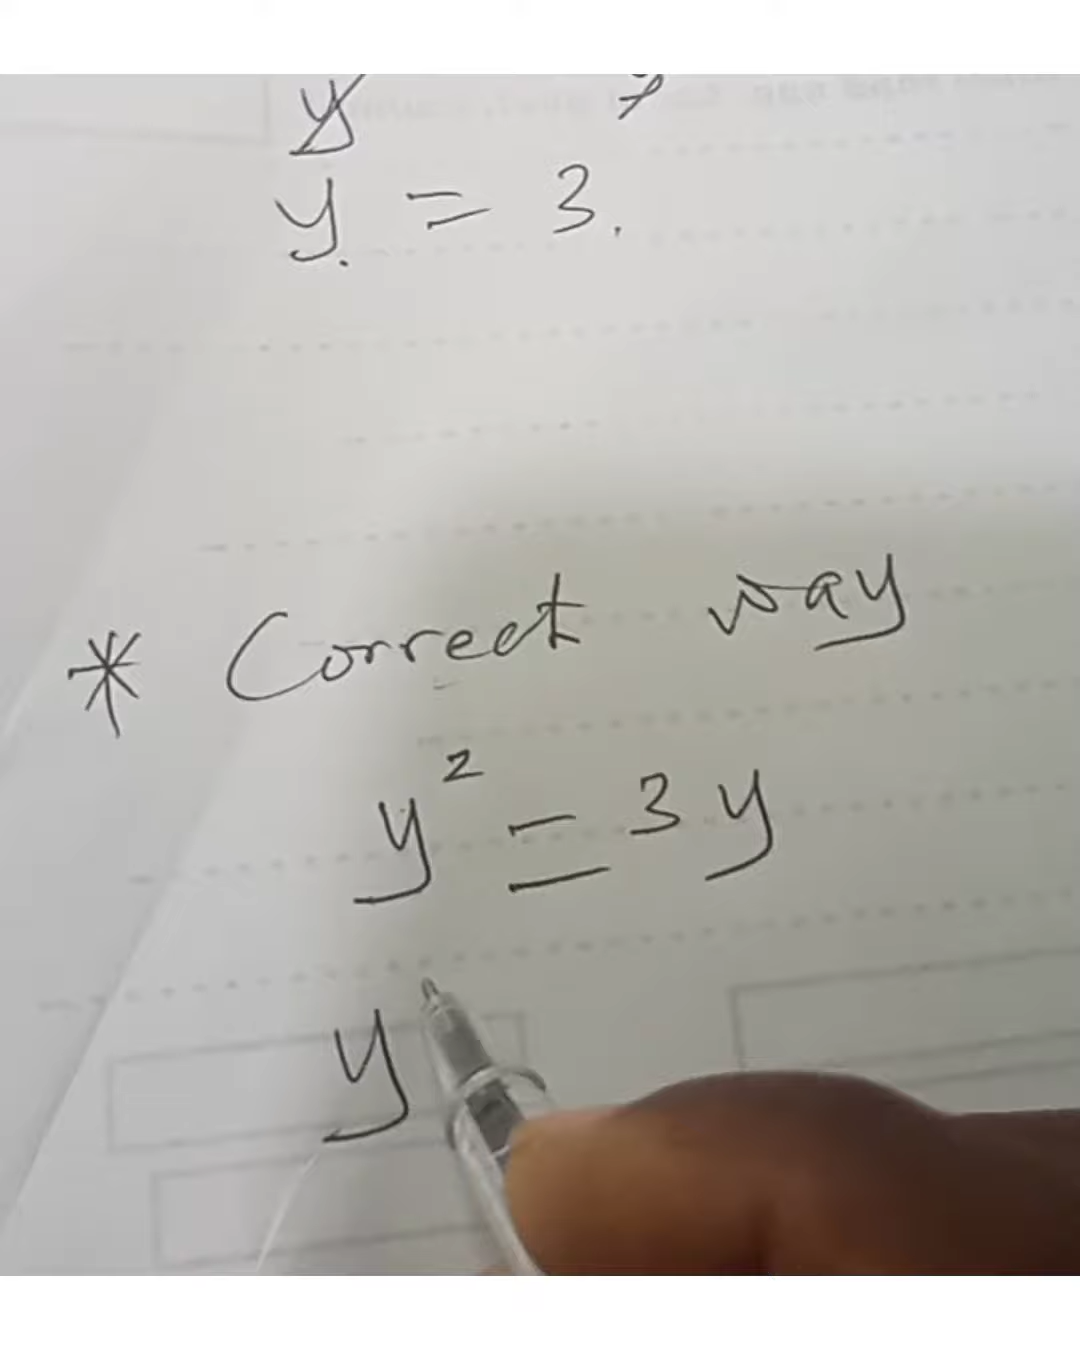 y y
y. = 3.
* Correct way
y² = 3y
y